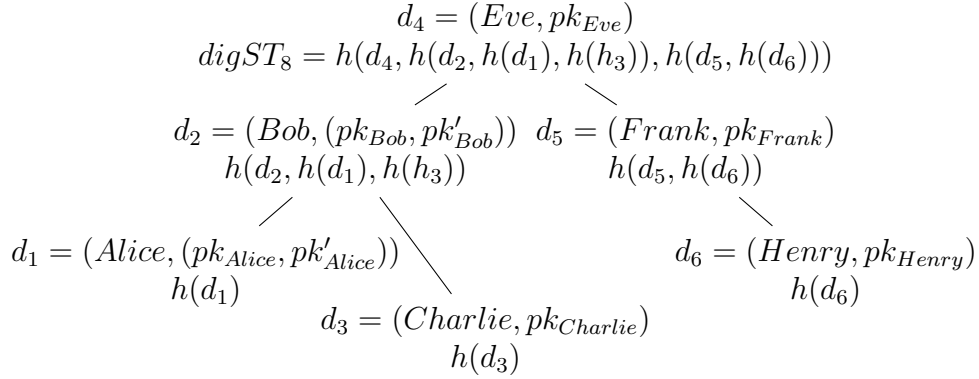 d_4 = (Eve, pk_{Eve})
digST_8 = h(d_4, h(d_2, h(d_1), h(h_3)), h(d_5, h(d_6)))
d_2 = (Bob, (pk_{Bob}, pk'_{Bob})) d_5 = (Frank, pk_{Frank})
h(d_2, h(d_1), h(h_3)) h(d_5, h(d_6))
d_1 = (Alice, (pk_{Alice}, pk'_{Alice})) d_6 = (Henry, pk_{Henry})
h(d_1) h(d_6)
d_3 = (Charlie, pk_{Charlie})
h(d_3)